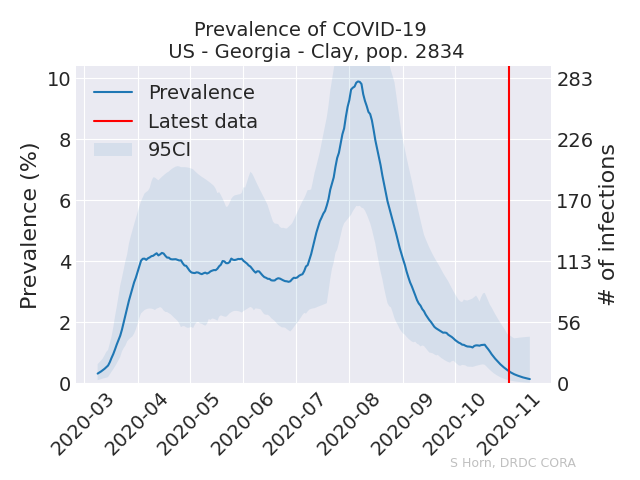 Prevalence of COVID-19
US - Georgia - Clay, pop. 2834
Prevalence (%)
10
8
6
4
2
0
Prevalence
Latest data
95CI
283
226
170
113
56
0
# of infections
2020-03
2020-04
2020-05
2020-06
2020-07
2020-08
2020-09
2020-10
2020-11
S Horn, DRDC CORA